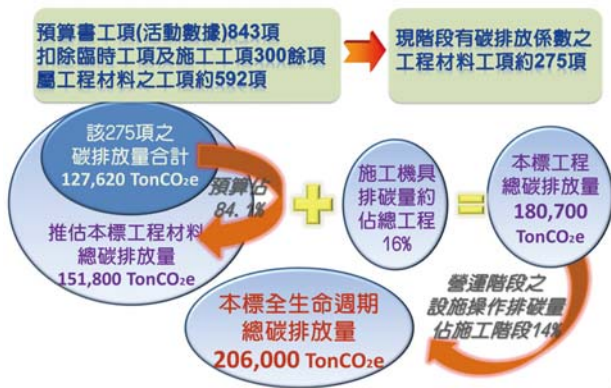 預算書工項(活動數據)843項
扣除臨時工項及施工工項300餘項
屬工程材料之工項約592項
現階段有碳排放係數之
工程材料工項約275項
該275項之
碳排放量合計
127,620 TonCO2e
預算佔
84.1%
推估本標工程材料
總碳排放量
151,800 TonCO2e
施工機具
排碳量約
佔總工程
16%
本標工程
總碳排放量
180,700
TonCO2e
營運階段之
設施操作排碳量
佔施工階段14%
本標全生命週期
總碳排放量
206,000 TonCO2e